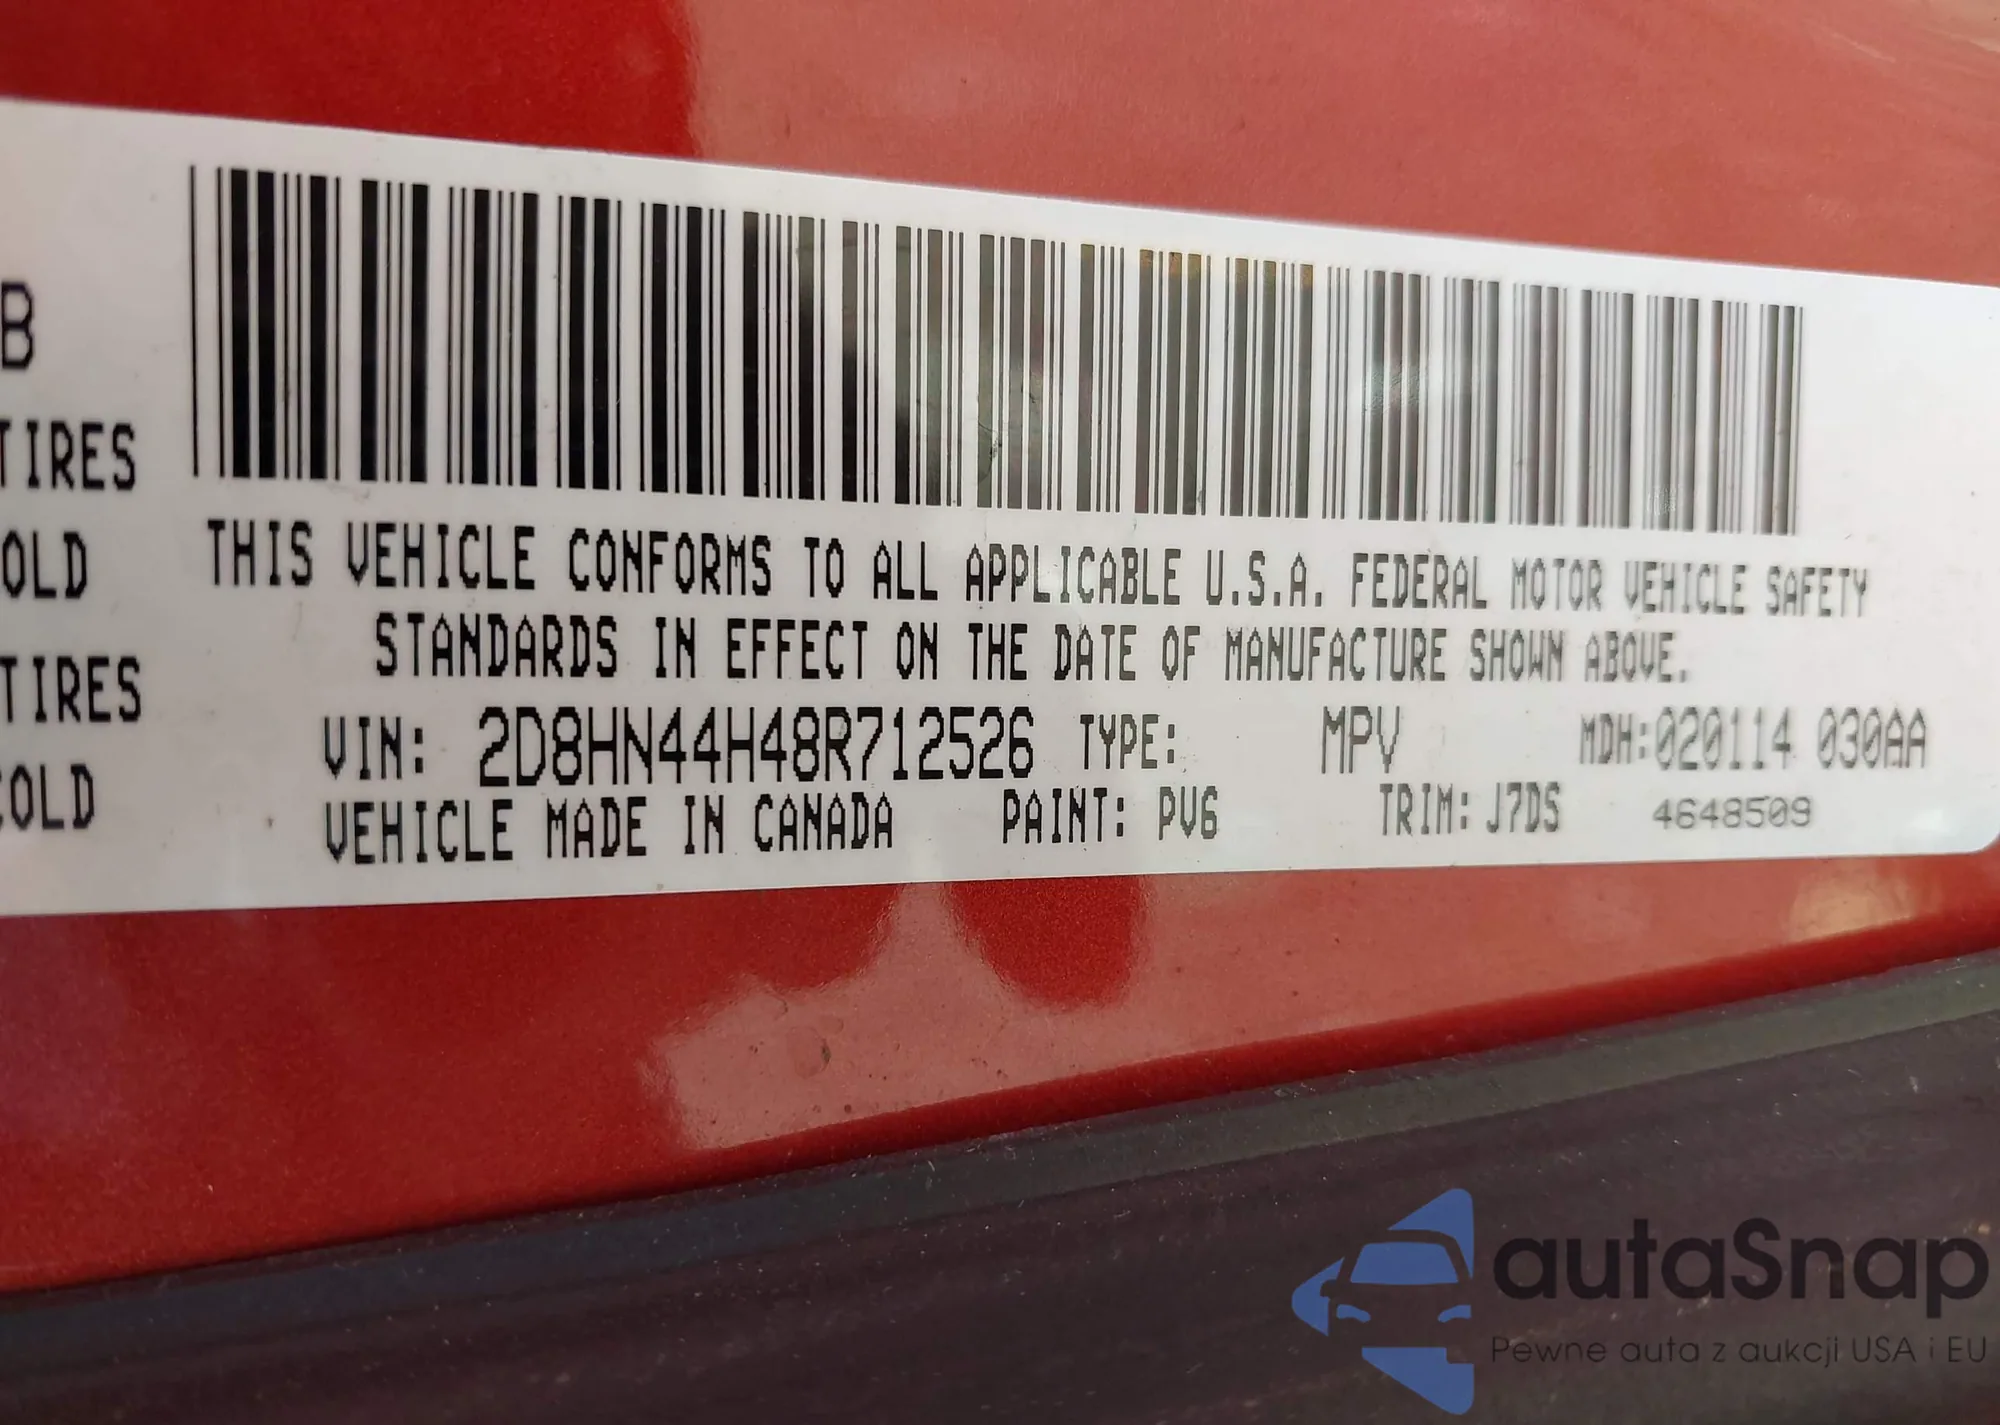 B
TIRES
OLD
TIRES
COLD
THIS VEHICLE CONFORMS TO ALL APPLICABLE U.S.A. FEDERAL MOTOR VEHICLE SAFETY
STANDARDS IN EFFECT ON THE DATE OF MANUFACTURE SHOWN ABOVE.
VIN: 2D8HN44H48R712526 TYPE: MPV MDH:020114 030AA
VEHICLE MADE IN CANADA PAINT: PV6 TRIM: J7DS 4648509
autaSnap
Pewne auta z aukcji USA i EU